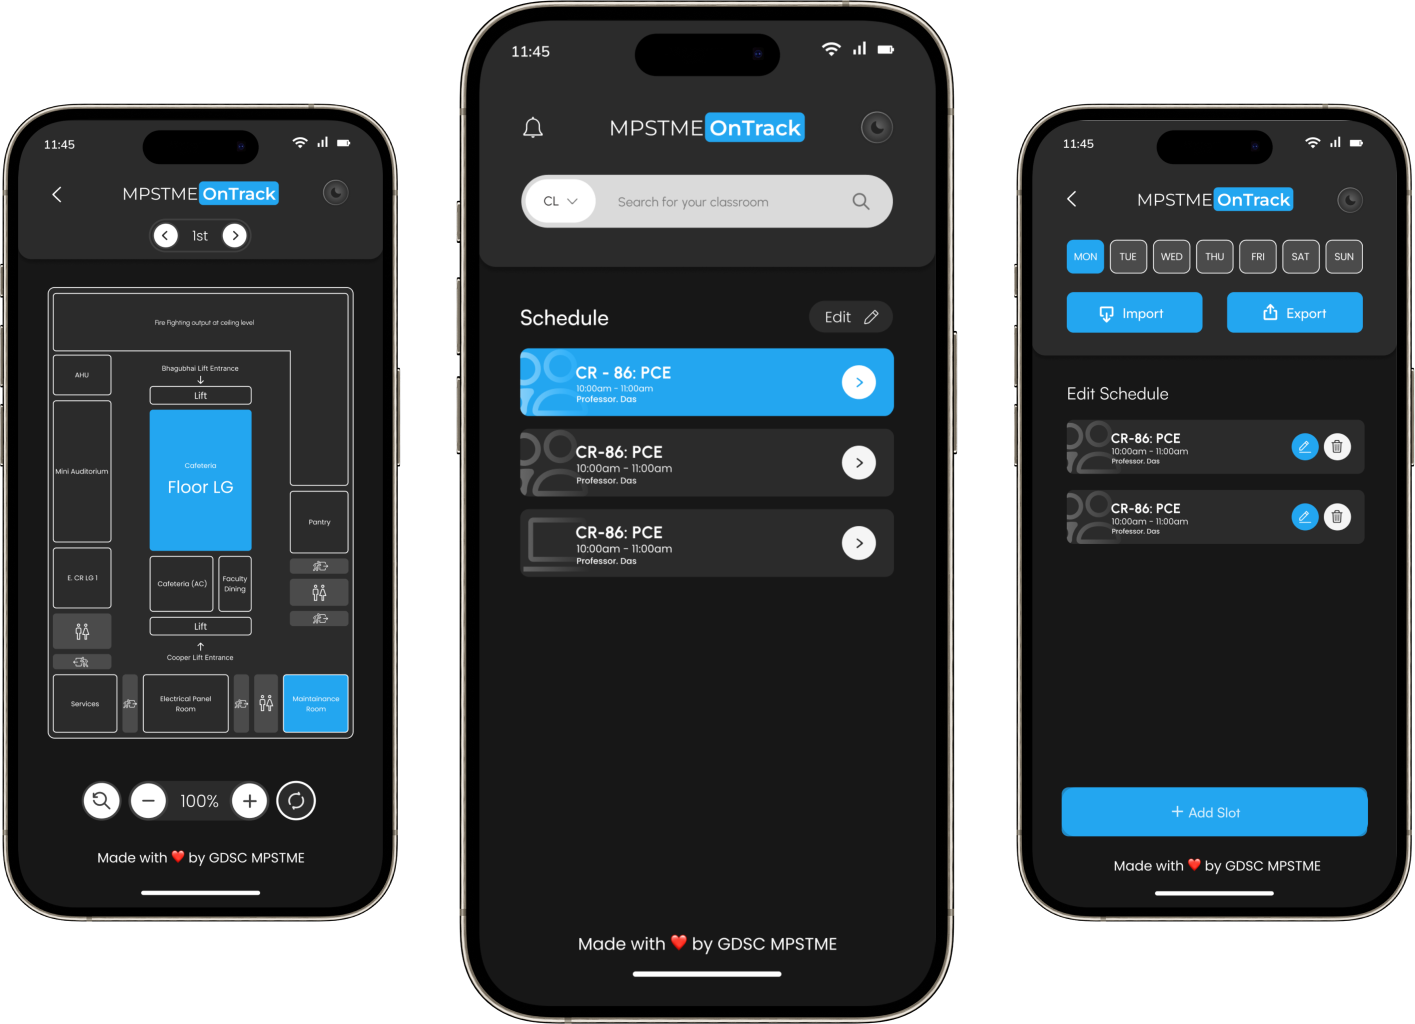 11:45
MPSTME OnTrack
1st
Fire Fighting output at ceiling level
AHU
Bhagubhai Lift Entrance
Lift
Mini Auditorium
Cafeteria
Floor LG
Pantry
E. CR LG 1
Cafeteria (AC)
Faculty
Dining
Lift
Cooper Lift Entrance
Services
Electrical Panel
Room
Maintainance
Room
100%
Made with ❤️ by GDSC MPSTME
11:45
MPSTME OnTrack
CL
Search for your classroom
Schedule
Edit
CR - 86: PCE
10:00am - 11:00am
Professor. Das
CR-86: PCE
10:00am - 11:00am
Professor. Das
CR-86: PCE
10:00am - 11:00am
Professor. Das
Made with ❤️ by GDSC MPSTME
11:45
MPSTME OnTrack
MON TUE WED THU FRI SAT SUN
Import
Export
Edit Schedule
CR-86: PCE
10:00am - 11:00am
Professor. Das
CR-86: PCE
10:00am - 11:00am
Professor. Das
+ Add Slot
Made with ❤️ by GDSC MPSTME